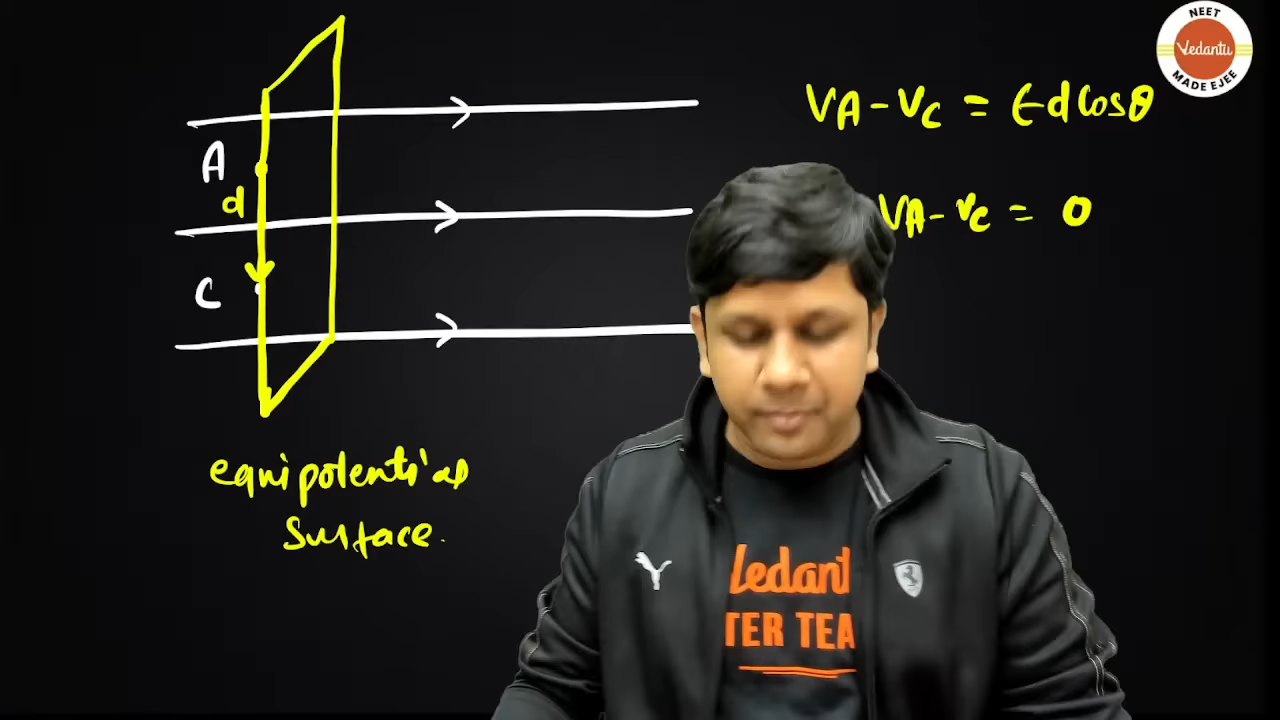 NEET
Vedantu
MADE EJEE
VA - VC = E d Cosθ
VA - VC = 0
A
d
C
equipotential
Surface.
Vedant
TER TEA